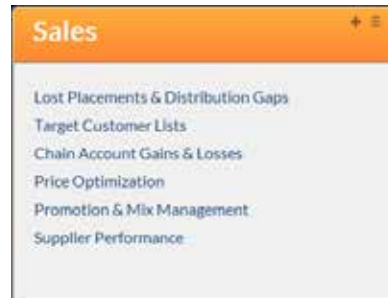 Sales
Lost Placements & Distribution Gaps
Target Customer Lists
Chain Account Gains & Losses
Price Optimization
Promotion & Mix Management
Supplier Performance